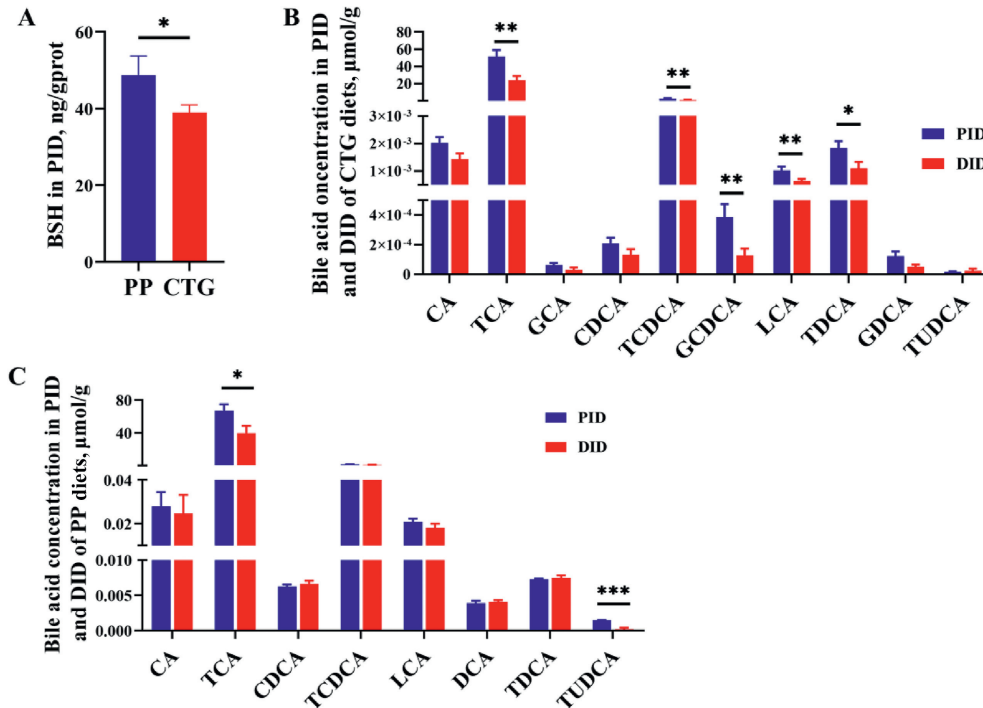 A
BSH in PID, ng/gprot
60
40
20
0
*
PP CTG
B
Bile acid oncentration in PID
and DID of CTG diets, μmol/g
80
60
40
20
3×10⁻³
2×10⁻³
1×10⁻³
4×10⁻⁴
2×10⁻⁴
0
**
**
**
**
*
PID
DID
CA
TCA
GCA
CDCA
TCDCA
GCDCA
LCA
TDCA
GDCA
TUDCA
C
Bile acid concentration in PID
and DID of PP diets, μmol/g
80
40
0.04
0.02
0.010
0.005
0.000
*
***
PID
DID
CA
TCA
CDCA
TCDCA
LCA
DCA
TDCA
TUDCA